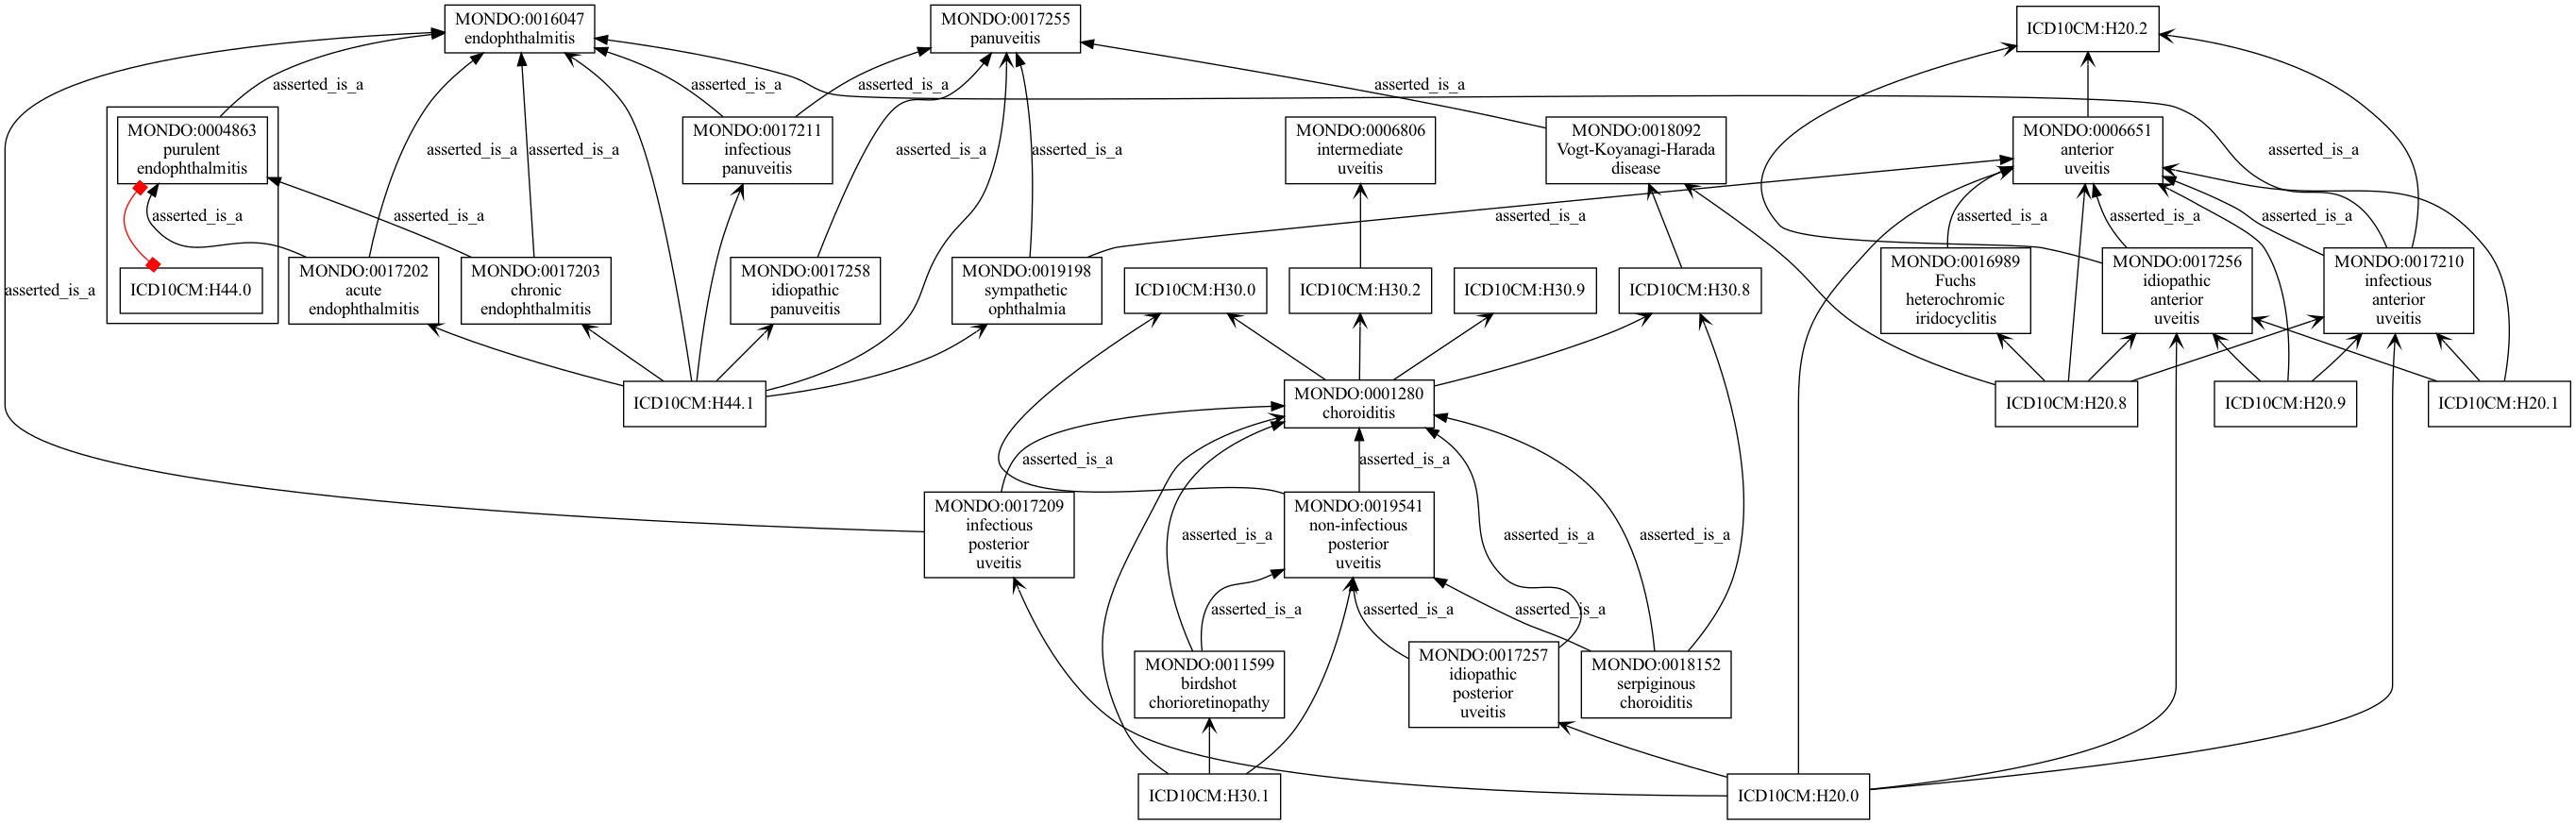 MONDO:0016047
endophthalmitis
MONDO:0017255
panuveitis
ICD10CM:H20.2
asserted_is_a
asserted_is_a
asserted_is_a
asserted_is_a
MONDO:0004863
purulent
endophthalmitis
asserted_is_a
asserted_is_a
MONDO:0017211
infectious
panuveitis
asserted_is_a
asserted_is_a
MONDO:0006806
intermediate
uveitis
MONDO:0018092
Vogt-Koyanagi-Harada
disease
MONDO:0006651
anterior
uveitis
asserted_is_a
asserted_is_a
asserted_is_a
asserted_is_a
asserted_is_a
asserted_is_a
asserted_is_a
asserted_is_a
ICD10CM:H44.0
MONDO:0017202
acute
endophthalmitis
MONDO:0017203
chronic
endophthalmitis
MONDO:0017258
idiopathic
panuveitis
MONDO:0019198
sympathetic
ophthalmia
ICD10CM:H30.0
ICD10CM:H30.2
ICD10CM:H30.9
ICD10CM:H30.8
MONDO:0016989
Fuchs
heterochromic
iridocyclitis
MONDO:0017256
idiopathic
anterior
uveitis
MONDO:0017210
infectious
anterior
uveitis
ICD10CM:H44.1
MONDO:0001280
choroiditis
ICD10CM:H20.8
ICD10CM:H20.9
ICD10CM:H20.1
asserted_is_a
asserted_is_a
MONDO:0017209
infectious
posterior
uveitis
asserted_is_a
MONDO:0019541
non-infectious
posterior
uveitis
asserted_is_a
asserted_is_a
asserted_is_a
asserted_is_a
asserted_is_a
MONDO:0011599
birdshot
chorioretinopathy
MONDO:0017257
idiopathic
posterior
uveitis
MONDO:0018152
serpiginous
choroiditis
ICD10CM:H30.1
ICD10CM:H20.0